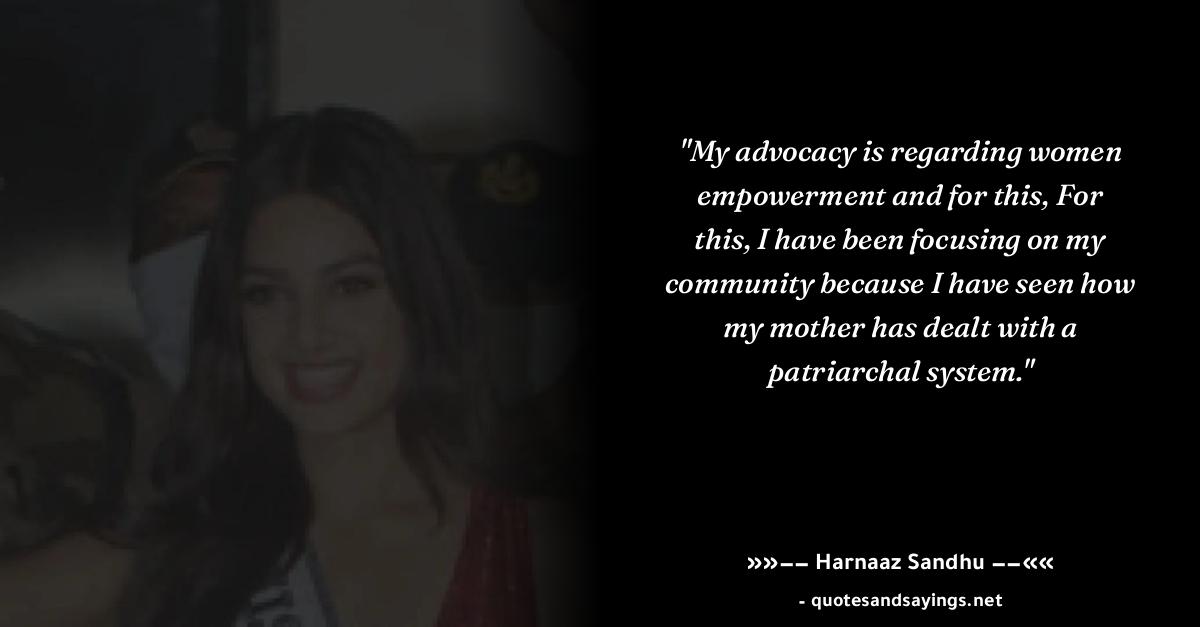 "My advocacy is regarding women
empowerment and for this, For
this, I have been focusing on my
community because I have seen how
my mother has dealt with a
patriarchal system."
»»−− Harnaaz Sandhu −−««
- quotesandsayings.net